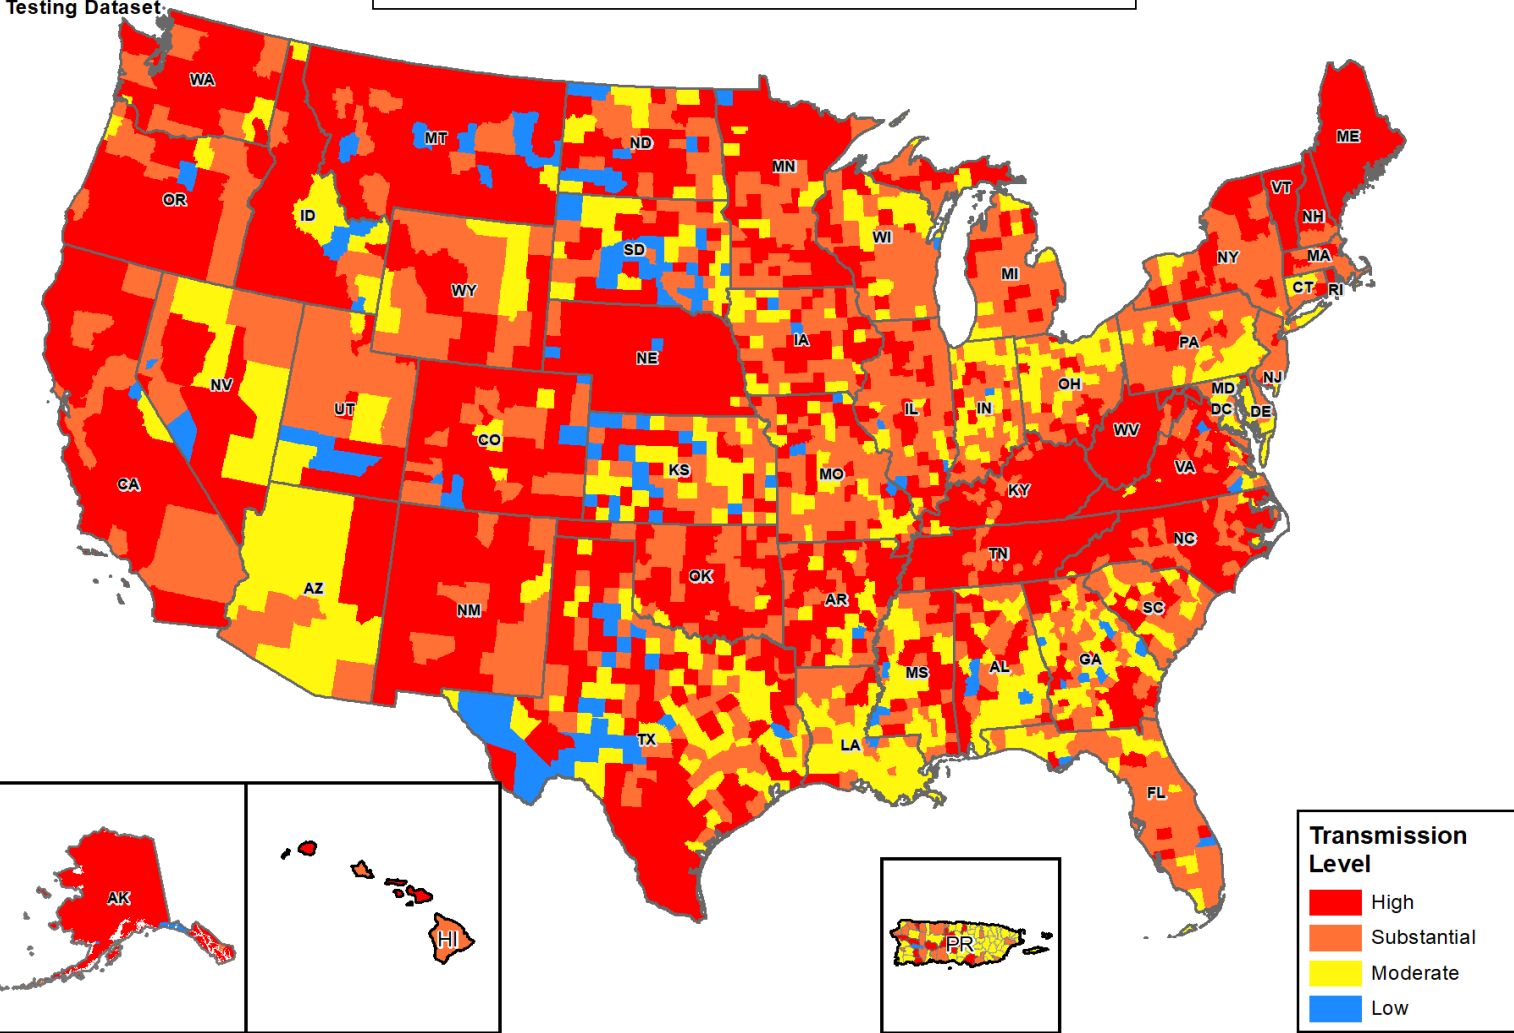 Testing Dataset
WA
MT
ND
MN
ME
OR
ID
SD
WI
VT
NH
NY
MA
WY
MI
CT
RI
IA
PA
NE
NV
UT
OH
NJ
MD
DC
DE
CO
IL
IN
WV
CA
KS
MO
VA
KY
NC
TN
AZ
NM
OK
AR
SC
GA
MS
AL
TX
LA
FL
AK
HI
PR
Transmission
Level
High
Substantial
Moderate
Low